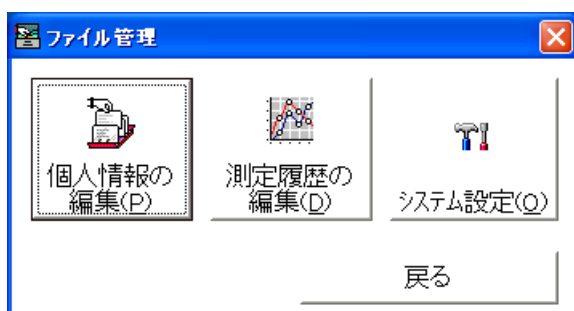 ファイル管理
個人情報の
編集(P)
測定履歴の
編集(D)
システム設定(O)
戻る